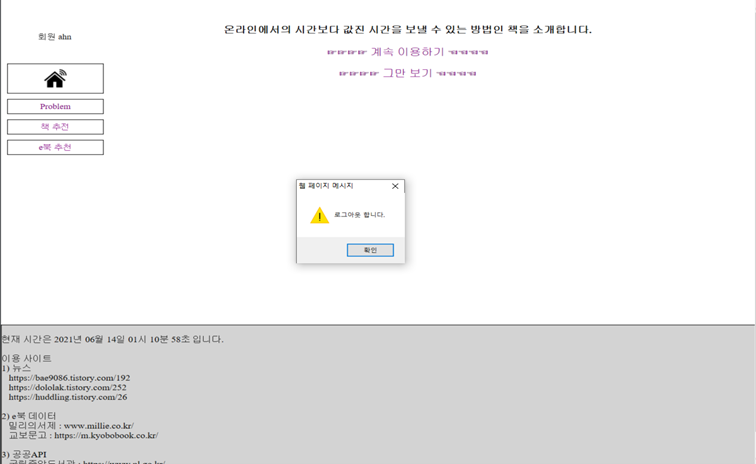 회원 ahn
Problem
책 추천
e북 추천
온라인에서의 시간보다 값진 시간을 보낼 수 있는 방법인 책을 소개합니다.
☞☞☞☞ 계속 이용하기 ☜☜☜☜
☞☞☞☞ 그만 보기 ☜☜☜☜
웹 페이지 메시지
로그아웃 합니다.
확인
현재 시간은 2021년 06월 14일 01시 10분 58초 입니다.
이용 사이트
1) 뉴스
https://bae9086.tistory.com/192
https://dololak.tistory.com/252
https://huddling.tistory.com/26
2) e북 데이터
밀리의서제 : www.millie.co.kr/
교보문고 : https://m.kyobobook.co.kr/
3) 공공API